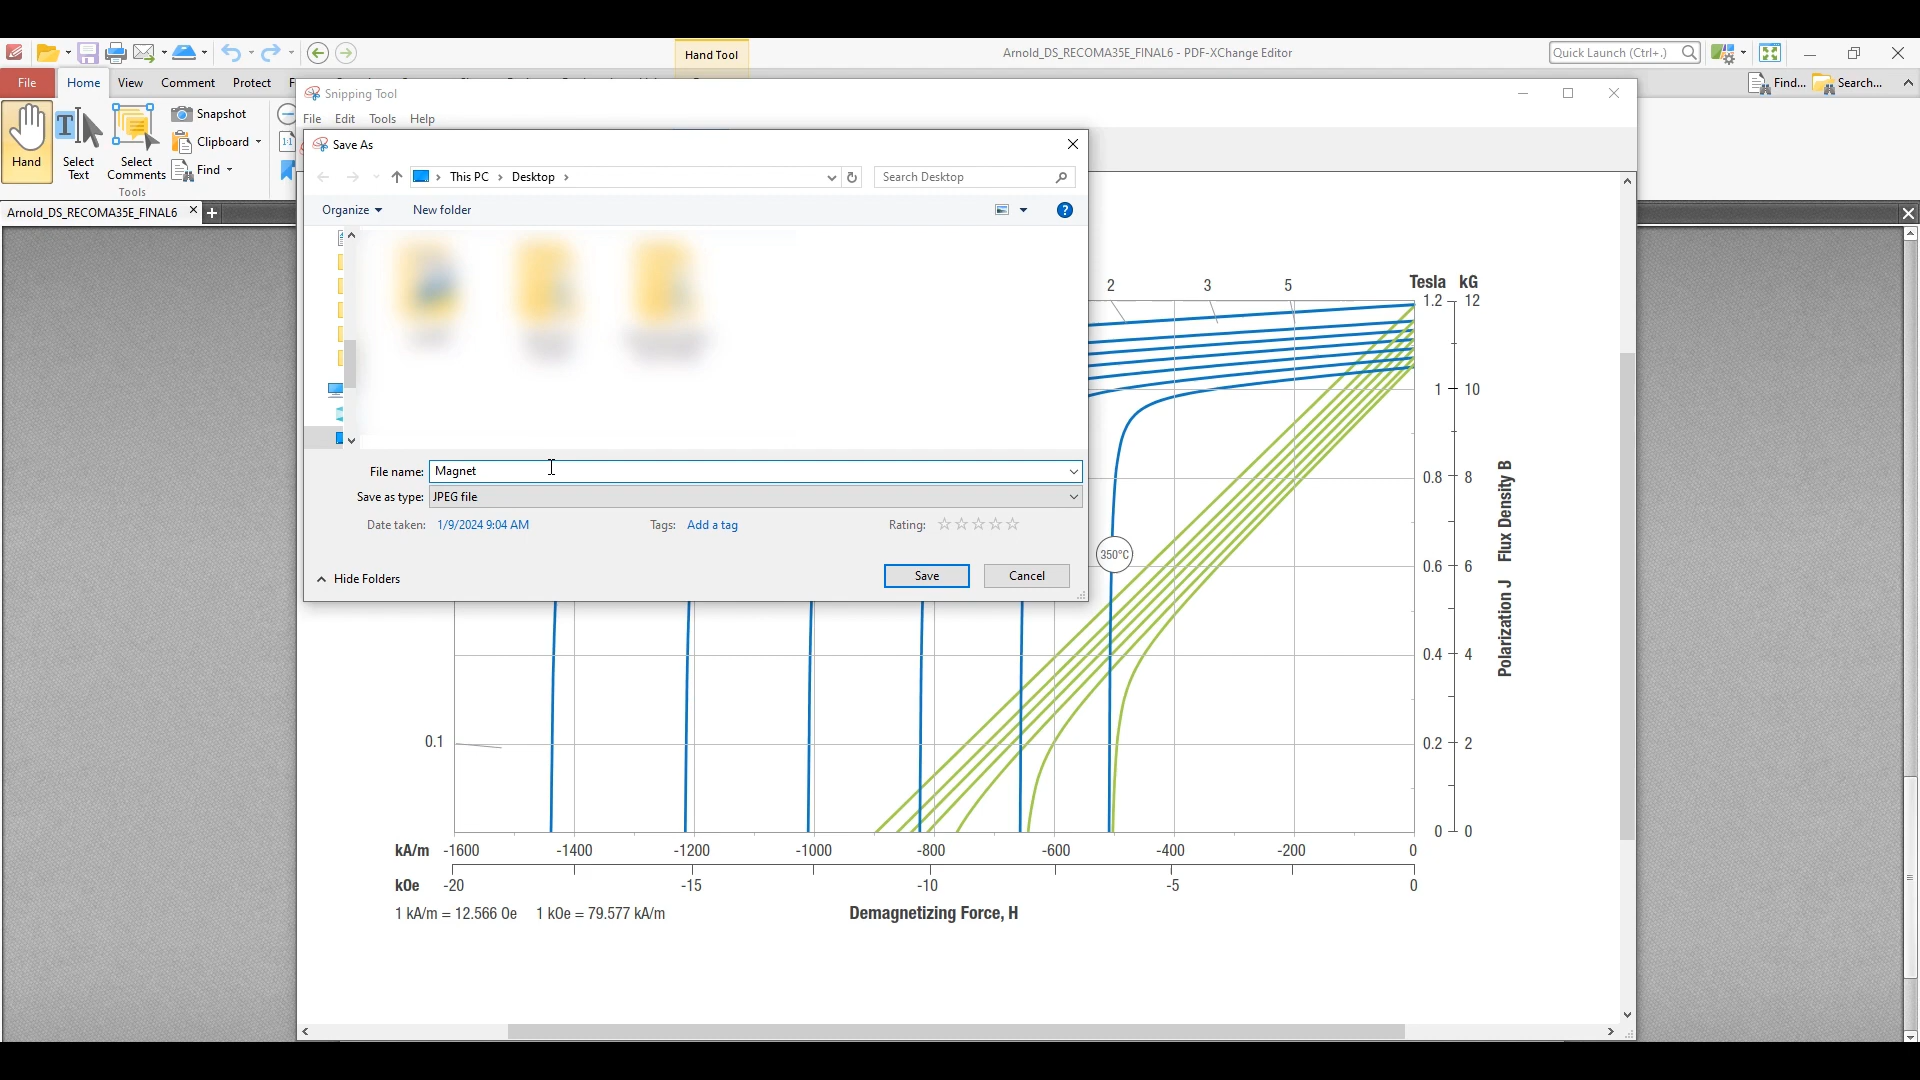 Hand Tool
Arnold_DS_RECOMA35E_FINAL6 - PDF-XChange Editor
Quick Launch (Ctrl+.)
File Home View Comment Protect
Find... Search...
Snipping Tool
File Edit Tools Help
Hand
Select Text
Select Comments
Snapshot
Clipboard
Find
Tools
1:1
Arnold_DS_RECOMA35E_FINAL6
Save As
This PC > Desktop >
Search Desktop
Organize New folder
File name: Magnet
Save as type: JPEG file
Date taken: 1/9/2024 9:04 AM Tags: Add a tag Rating:
Hide Folders Save Cancel
2 3 5
Tesla kG
1.2 12
1 10
0.8 8
0.6 6
0.4 4
0.2 2
0 0
Polarization J Flux Density B
350°C
0.1
kA/m -1600 -1400 -1200 -1000 -800 -600 -400 -200 0
kOe -20 -15 -10 -5 0
1 kA/m = 12.566 Oe 1 kOe = 79.577 kA/m
Demagnetizing Force, H